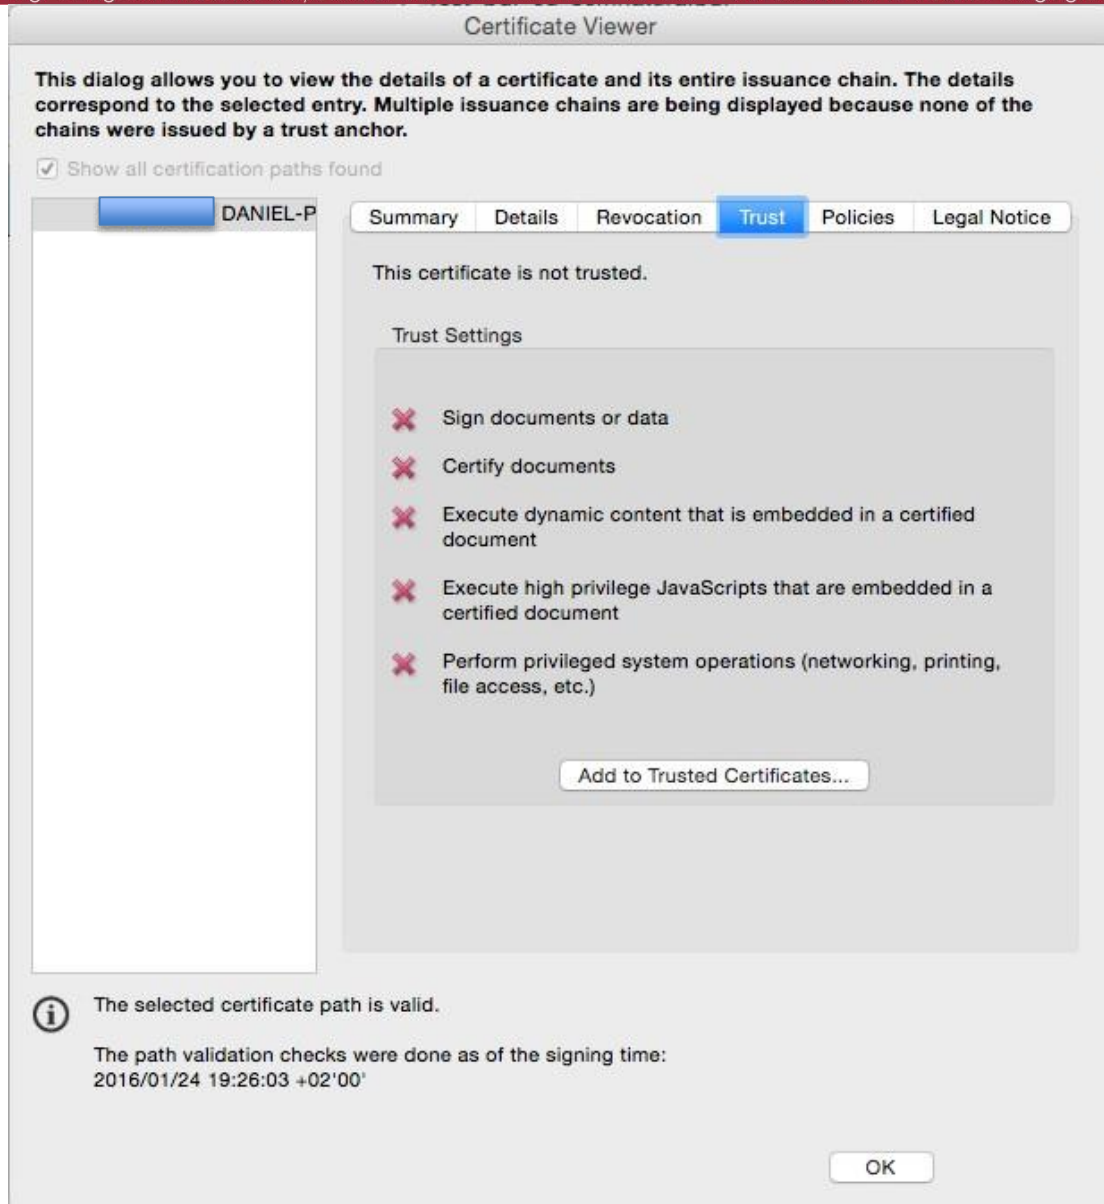 Certificate Viewer
This dialog allows you to view the details of a certificate and its entire issuance chain. The details
correspond to the selected entry. Multiple issuance chains are being displayed because none of the
chains were issued by a trust anchor.
Show all certification paths found
DANIEL-P
Summary Details Revocation Trust Policies Legal Notice
This certificate is not trusted.
Trust Settings
Sign documents or data
Certify documents
Execute dynamic content that is embedded in a certified
document
Execute high privilege JavaScripts that are embedded in a
certified document
Perform privileged system operations (networking, printing,
file access, etc.)
Add to Trusted Certificates...
The selected certificate path is valid.
The path validation checks were done as of the signing time:
2016/01/24 19:26:03 +02'00'
OK